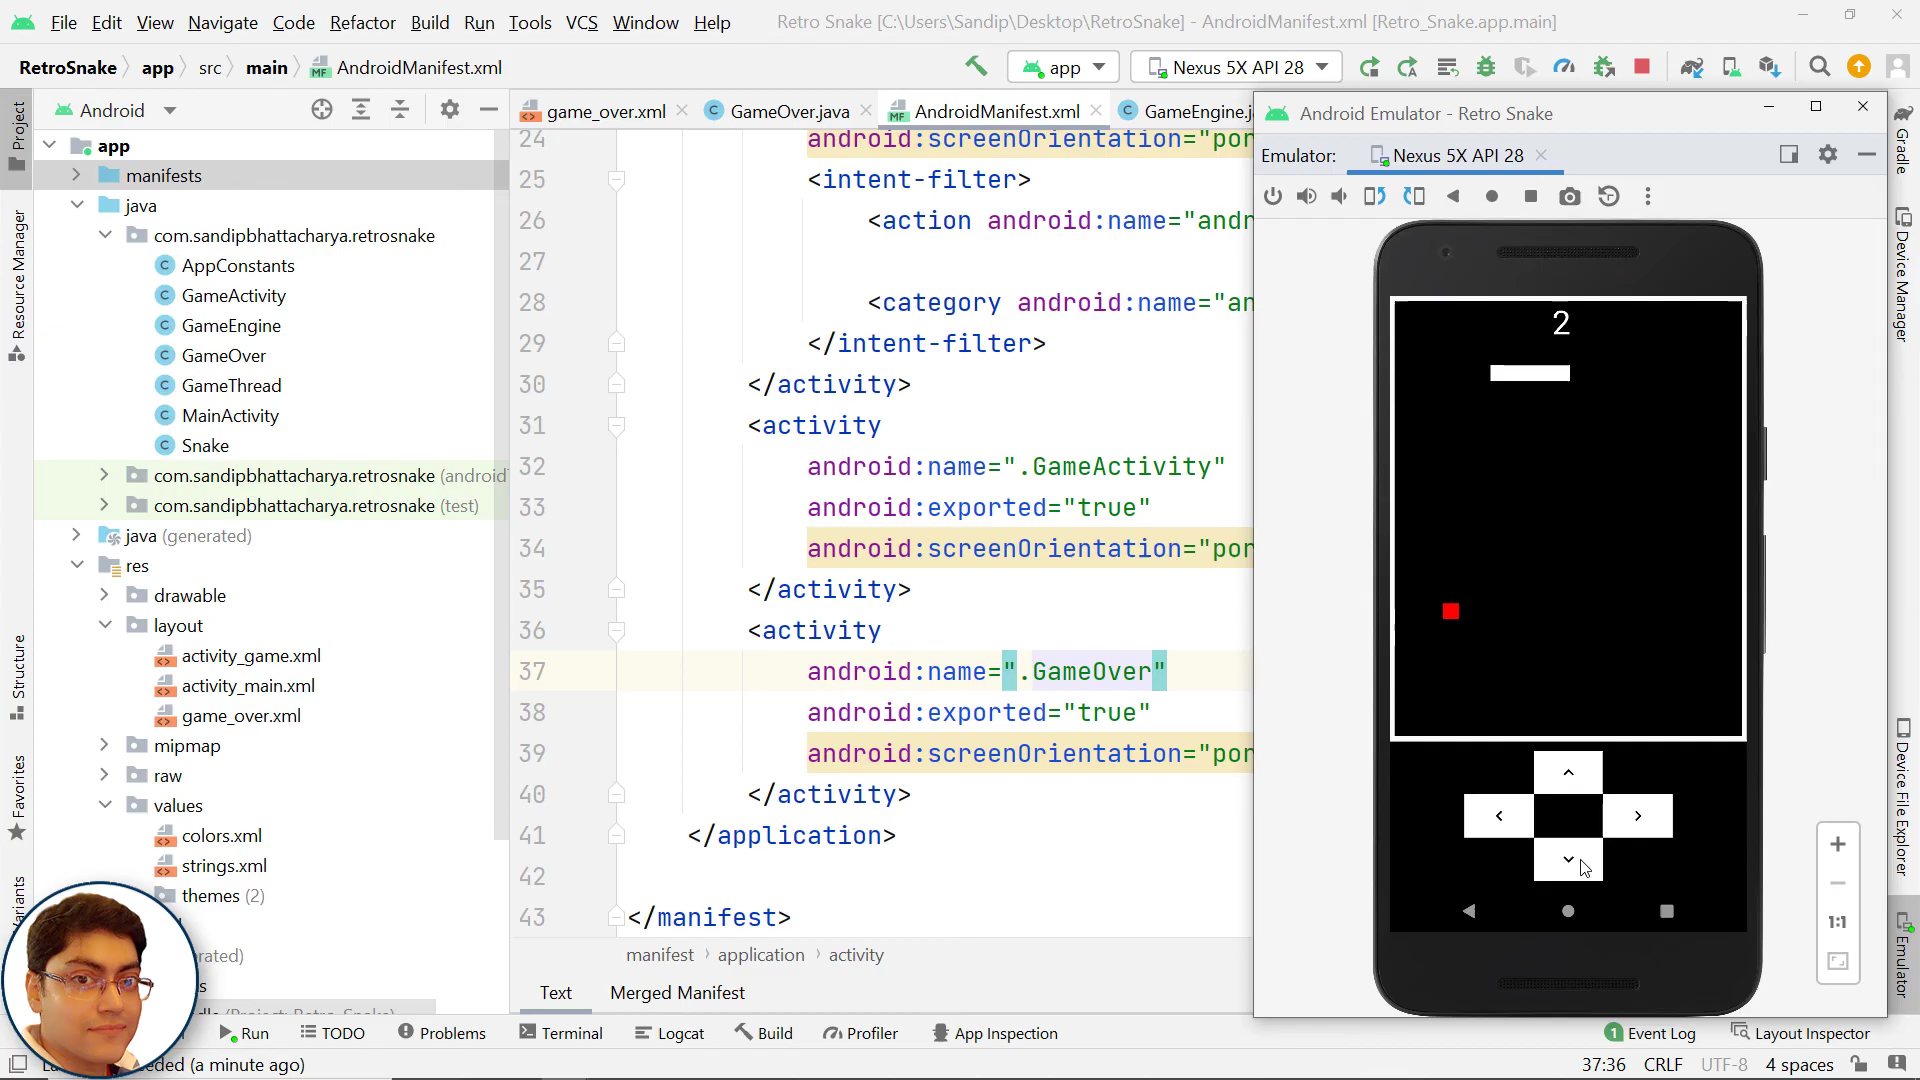 File Edit View Navigate Code Refactor Build Run Tools VCS Window Help Retro Snake [C:\Users\Sandip\Desktop\RetroSnake] - AndroidManifest.xml [Retro_Snake.app.main]
RetroSnake app src main AndroidManifest.xml app Nexus 5X API 28
Android
game_over.xml GameOver.java AndroidManifest.xml GameEngine.j
Project
Resource Manager
Structure
Favorites
app
manifests
java
com.sandipbhattacharya.retrosnake
AppConstants
GameActivity
GameEngine
GameOver
GameThread
MainActivity
Snake
com.sandipbhattacharya.retrosnake (android
com.sandipbhattacharya.retrosnake (test)
java (generated)
res
drawable
layout
activity_game.xml
activity_main.xml
game_over.xml
mipmap
raw
values
colors.xml
strings.xml
themes (2)
24 android:screenOrientation="por
25 <intent-filter>
26 <action android:name="andr
27
28 <category android:name="an
29 </intent-filter>
30 </activity>
31 <activity
32 android:name=".GameActivity"
33 android:exported="true"
34 android:screenOrientation="por
35 </activity>
36 <activity
37 android:name=".GameOver"
38 android:exported="true"
39 android:screenOrientation="por
40 </activity>
41 </application>
42
43 </manifest>
manifest application activity
Text Merged Manifest
Android Emulator - Retro Snake
Emulator: Nexus 5X API 28
2
1:1
Gradle
Device Manager
Device File Explorer
Emulator
Run TODO Problems Terminal Logcat Build Profiler App Inspection 1 Event Log Layout Inspector
(a minute ago) 37:36 CRLF UTF-8 4 spaces